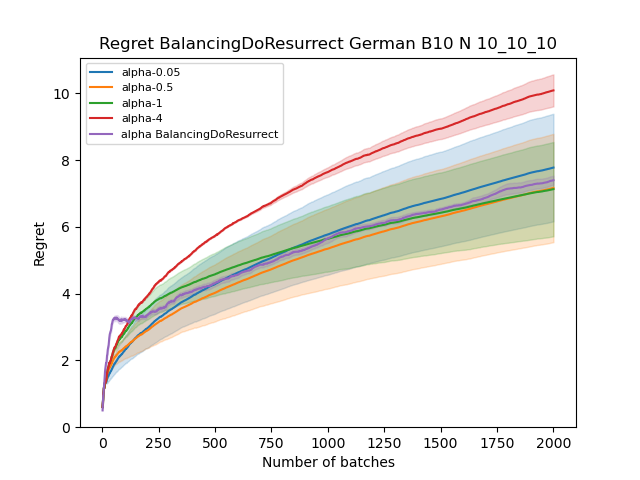 Regret BalancingDoResurrect German B10 N 10_10_10
alpha-0.05
alpha-0.5
alpha-1
alpha-4
alpha BalancingDoResurrect
Regret
10
8
6
4
2
0
0 250 500 750 1000 1250 1500 1750 2000
Number of batches